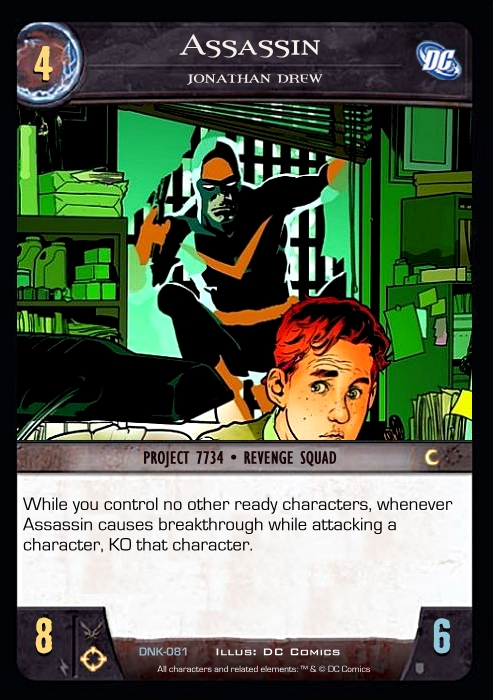 4
ASSASSIN
JONATHAN DREW
DC
PROJECT 7734 • REVENGE SQUAD
C
While you control no other ready characters, whenever
Assassin causes breakthrough while attacking a
character, KO that character.
8
6
DNK-081 ILLUS: DC COMICS
All characters and related elements: ™ & © DC Comics